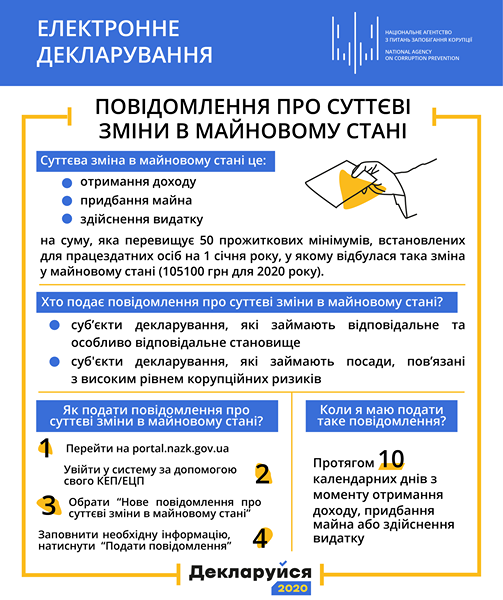 ЕЛЕКТРОННЕ
ДЕКЛАРУВАННЯ
НАЦІОНАЛЬНЕ АГЕНТСТВО
З ПИТАНЬ ЗАПОБІГАННЯ КОРУПЦІЇ
NATIONAL AGENCY
ON CORRUPTION PREVENTION
ПОВІДОМЛЕННЯ ПРО СУТТЄВІ
ЗМІНИ В МАЙНОВОМУ СТАНІ
Суттєва зміна в майновому стані це:
отримання доходу
придбання майна
здійснення видатку
на суму, яка перевищує 50 прожиткових мінімумів, встановлених
для працездатних осіб на 1 січня року, у якому відбулася така зміна
у майновому стані (105100 грн для 2020 року).
Хто подає повідомлення про суттєві зміни в майновому стані?
суб’єкти декларування, які займають відповідальне та
особливо відповідальне становище
суб'єкти декларування, які займають посади, пов’язані
з високим рівнем корупційних ризиків
Як подати повідомлення про
суттєві зміни в майновому стані?
1 Перейти на portal.nazk.gov.ua
Увійти у систему за допомогою
свого КЕП/ЕЦП 2
3 Обрати “Нове повідомлення про
суттєві зміни в майновому стані”
Заповнити необхідну інформацію,
натиснути “Подати повідомлення” 4
Коли я маю подати
таке повідомлення?
Протягом 10
календарних днів з
моменту отримання
доходу, придбання
майна або здійснення
видатку
Декларуйся
2020